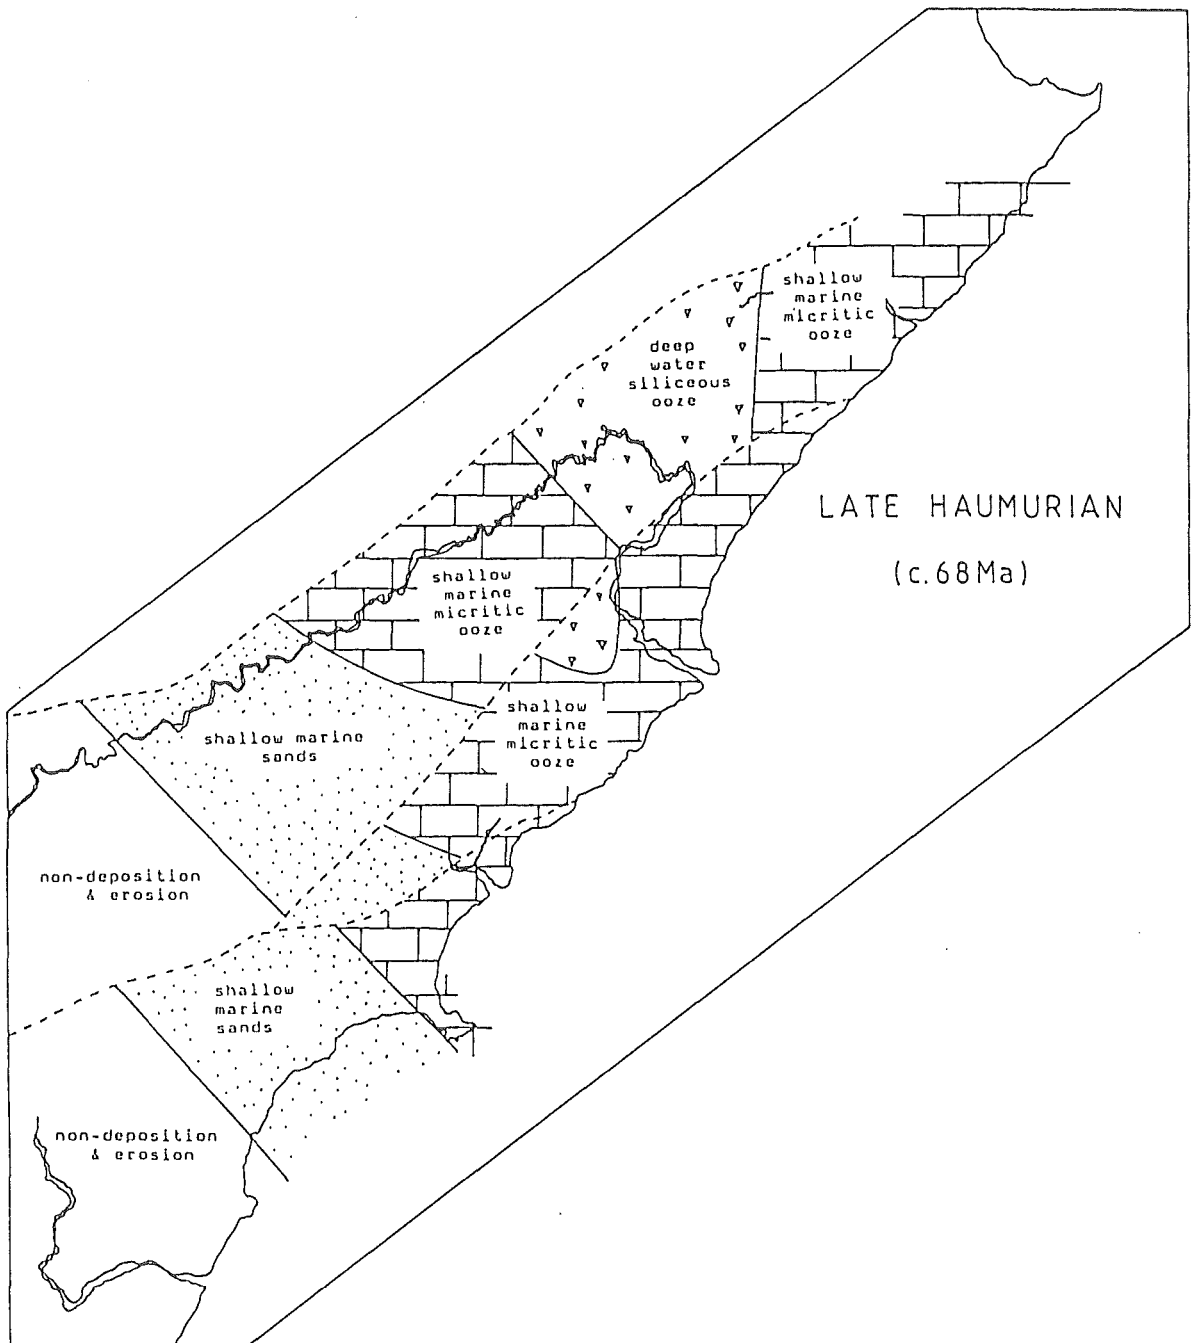 shallow
marine
micritic
ooze
deep
water
siliceous
ooze
LATE HAUMURIAN
(c.68Ma)
shallow
marine
micritic
ooze
shallow
marine
micritic
ooze
shallow marine
sands
non-deposition
& erosion
shallow
marine
sands
non-deposition
& erosion